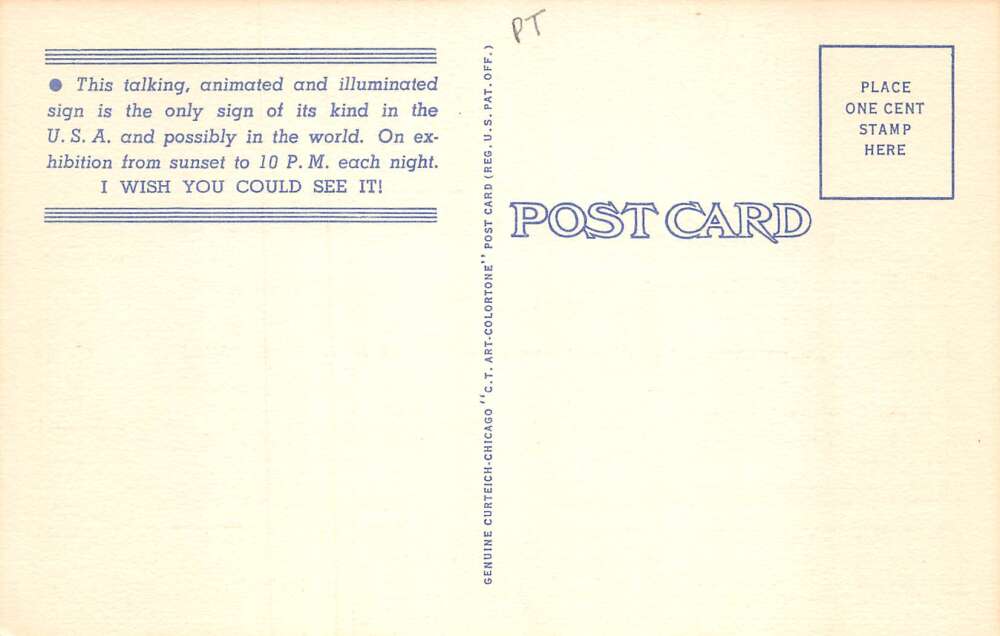 ● This talking, animated and illuminated
sign is the only sign of its kind in the
U. S. A. and possibly in the world. On ex-
hibition from sunset to 10 P. M. each night.
I WISH YOU COULD SEE IT!
GENUINE CURTEICH-CHICAGO "C.T. ART-COLORTONE" POST CARD (REG. U.S. PAT. OFF.)
PT
POST CARD
PLACE
ONE CENT
STAMP
HERE